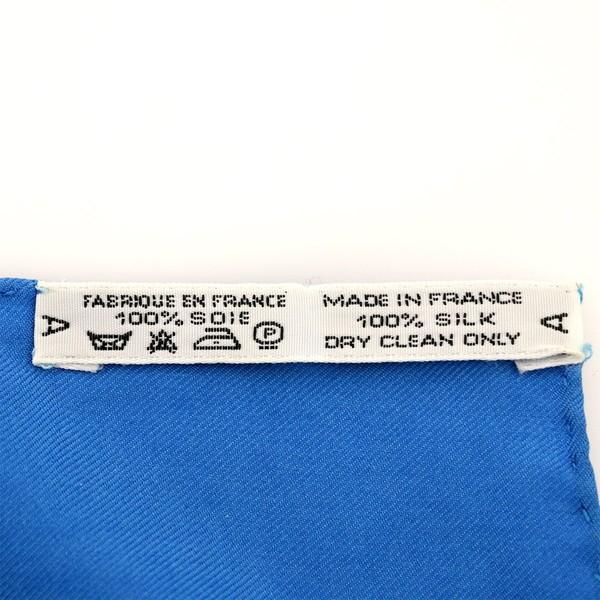 A
FABRIQUE EN FRANCE
100% SOIE
P
MADE IN FRANCE
100% SILK
DRY CLEAN ONLY
A